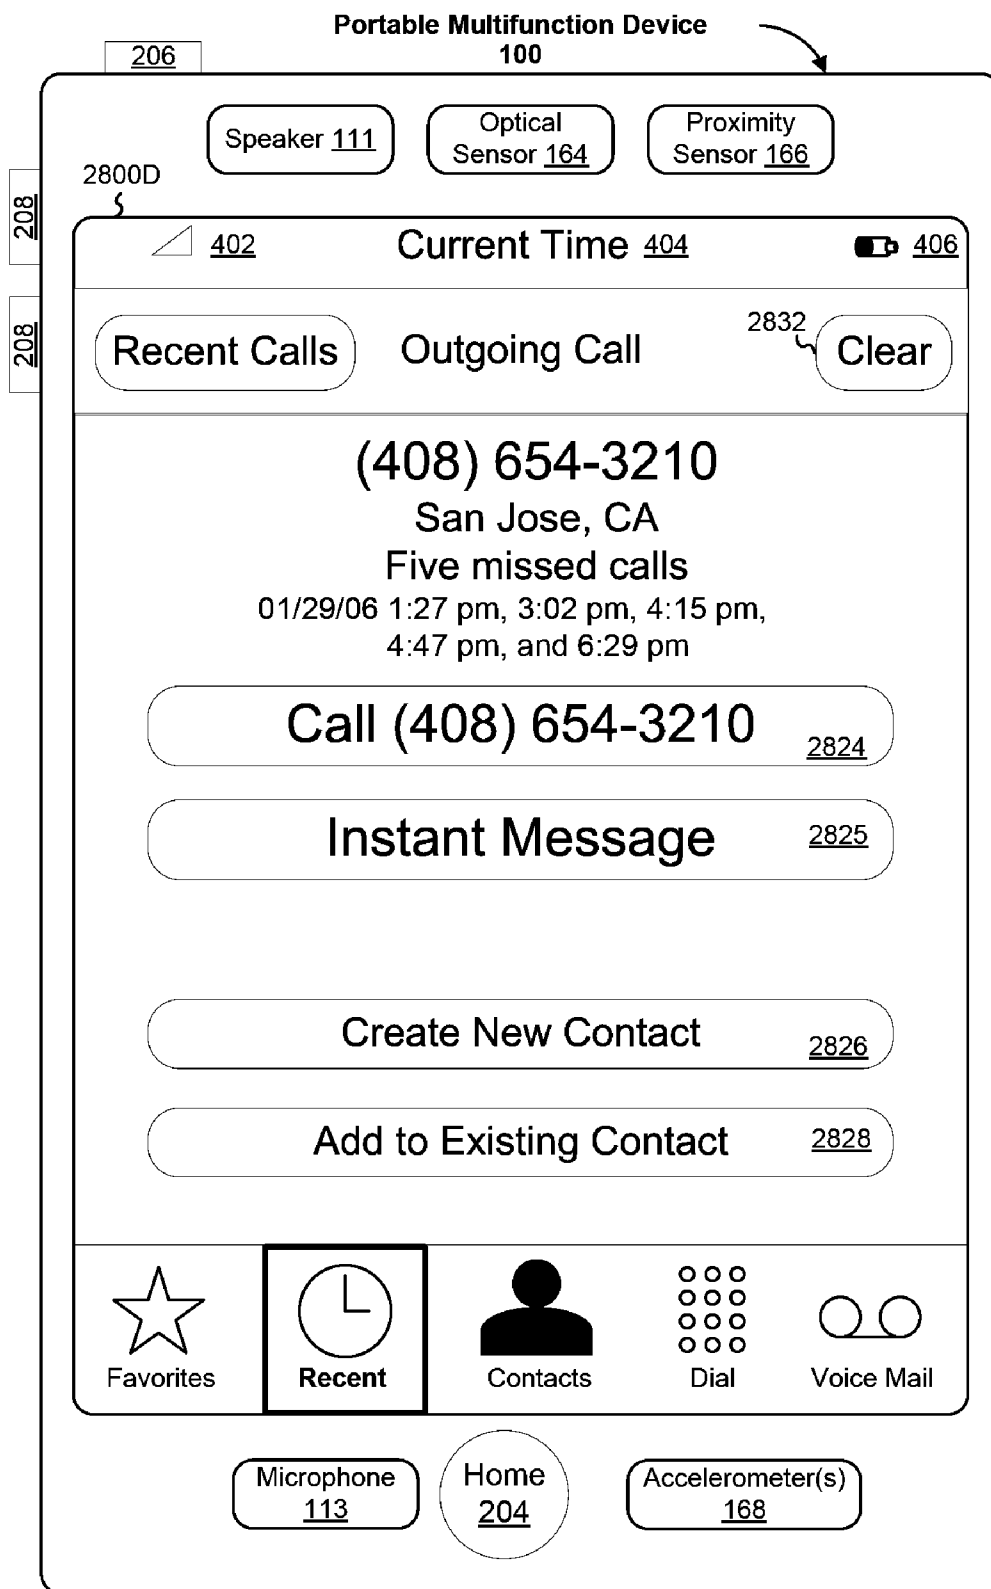 Portable Multifunction Device
100
206
Speaker 111
Optical
Sensor 164
Proximity
Sensor 166
2800D
208
208
402
Current Time 404
406
Recent Calls
Outgoing Call
2832
Clear
(408) 654-3210
San Jose, CA
Five missed calls
01/29/06 1:27 pm, 3:02 pm, 4:15 pm,
4:47 pm, and 6:29 pm
Call (408) 654-3210
2824
Instant Message
2825
Create New Contact
2826
Add to Existing Contact
2828
Favorites
Recent
Contacts
Dial
Voice Mail
Microphone
113
Home
204
Accelerometer(s)
168